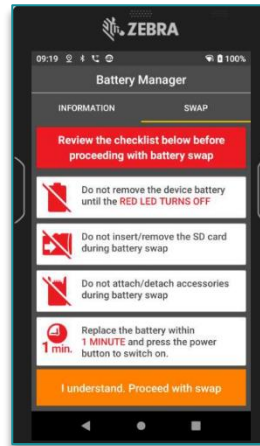 ZEBRA
09:19
100%
Battery Manager
INFORMATION
SWAP
Review the checklist below before
proceeding with battery swap
Do not remove the device battery
until the RED LED TURNS OFF
Do not insert/remove the SD card
during battery swap
Do not attach/detach accessories
during battery swap
1 min.
Replace the battery within
1 MINUTE and press the power
button to switch on.
I understand. Proceed with swap